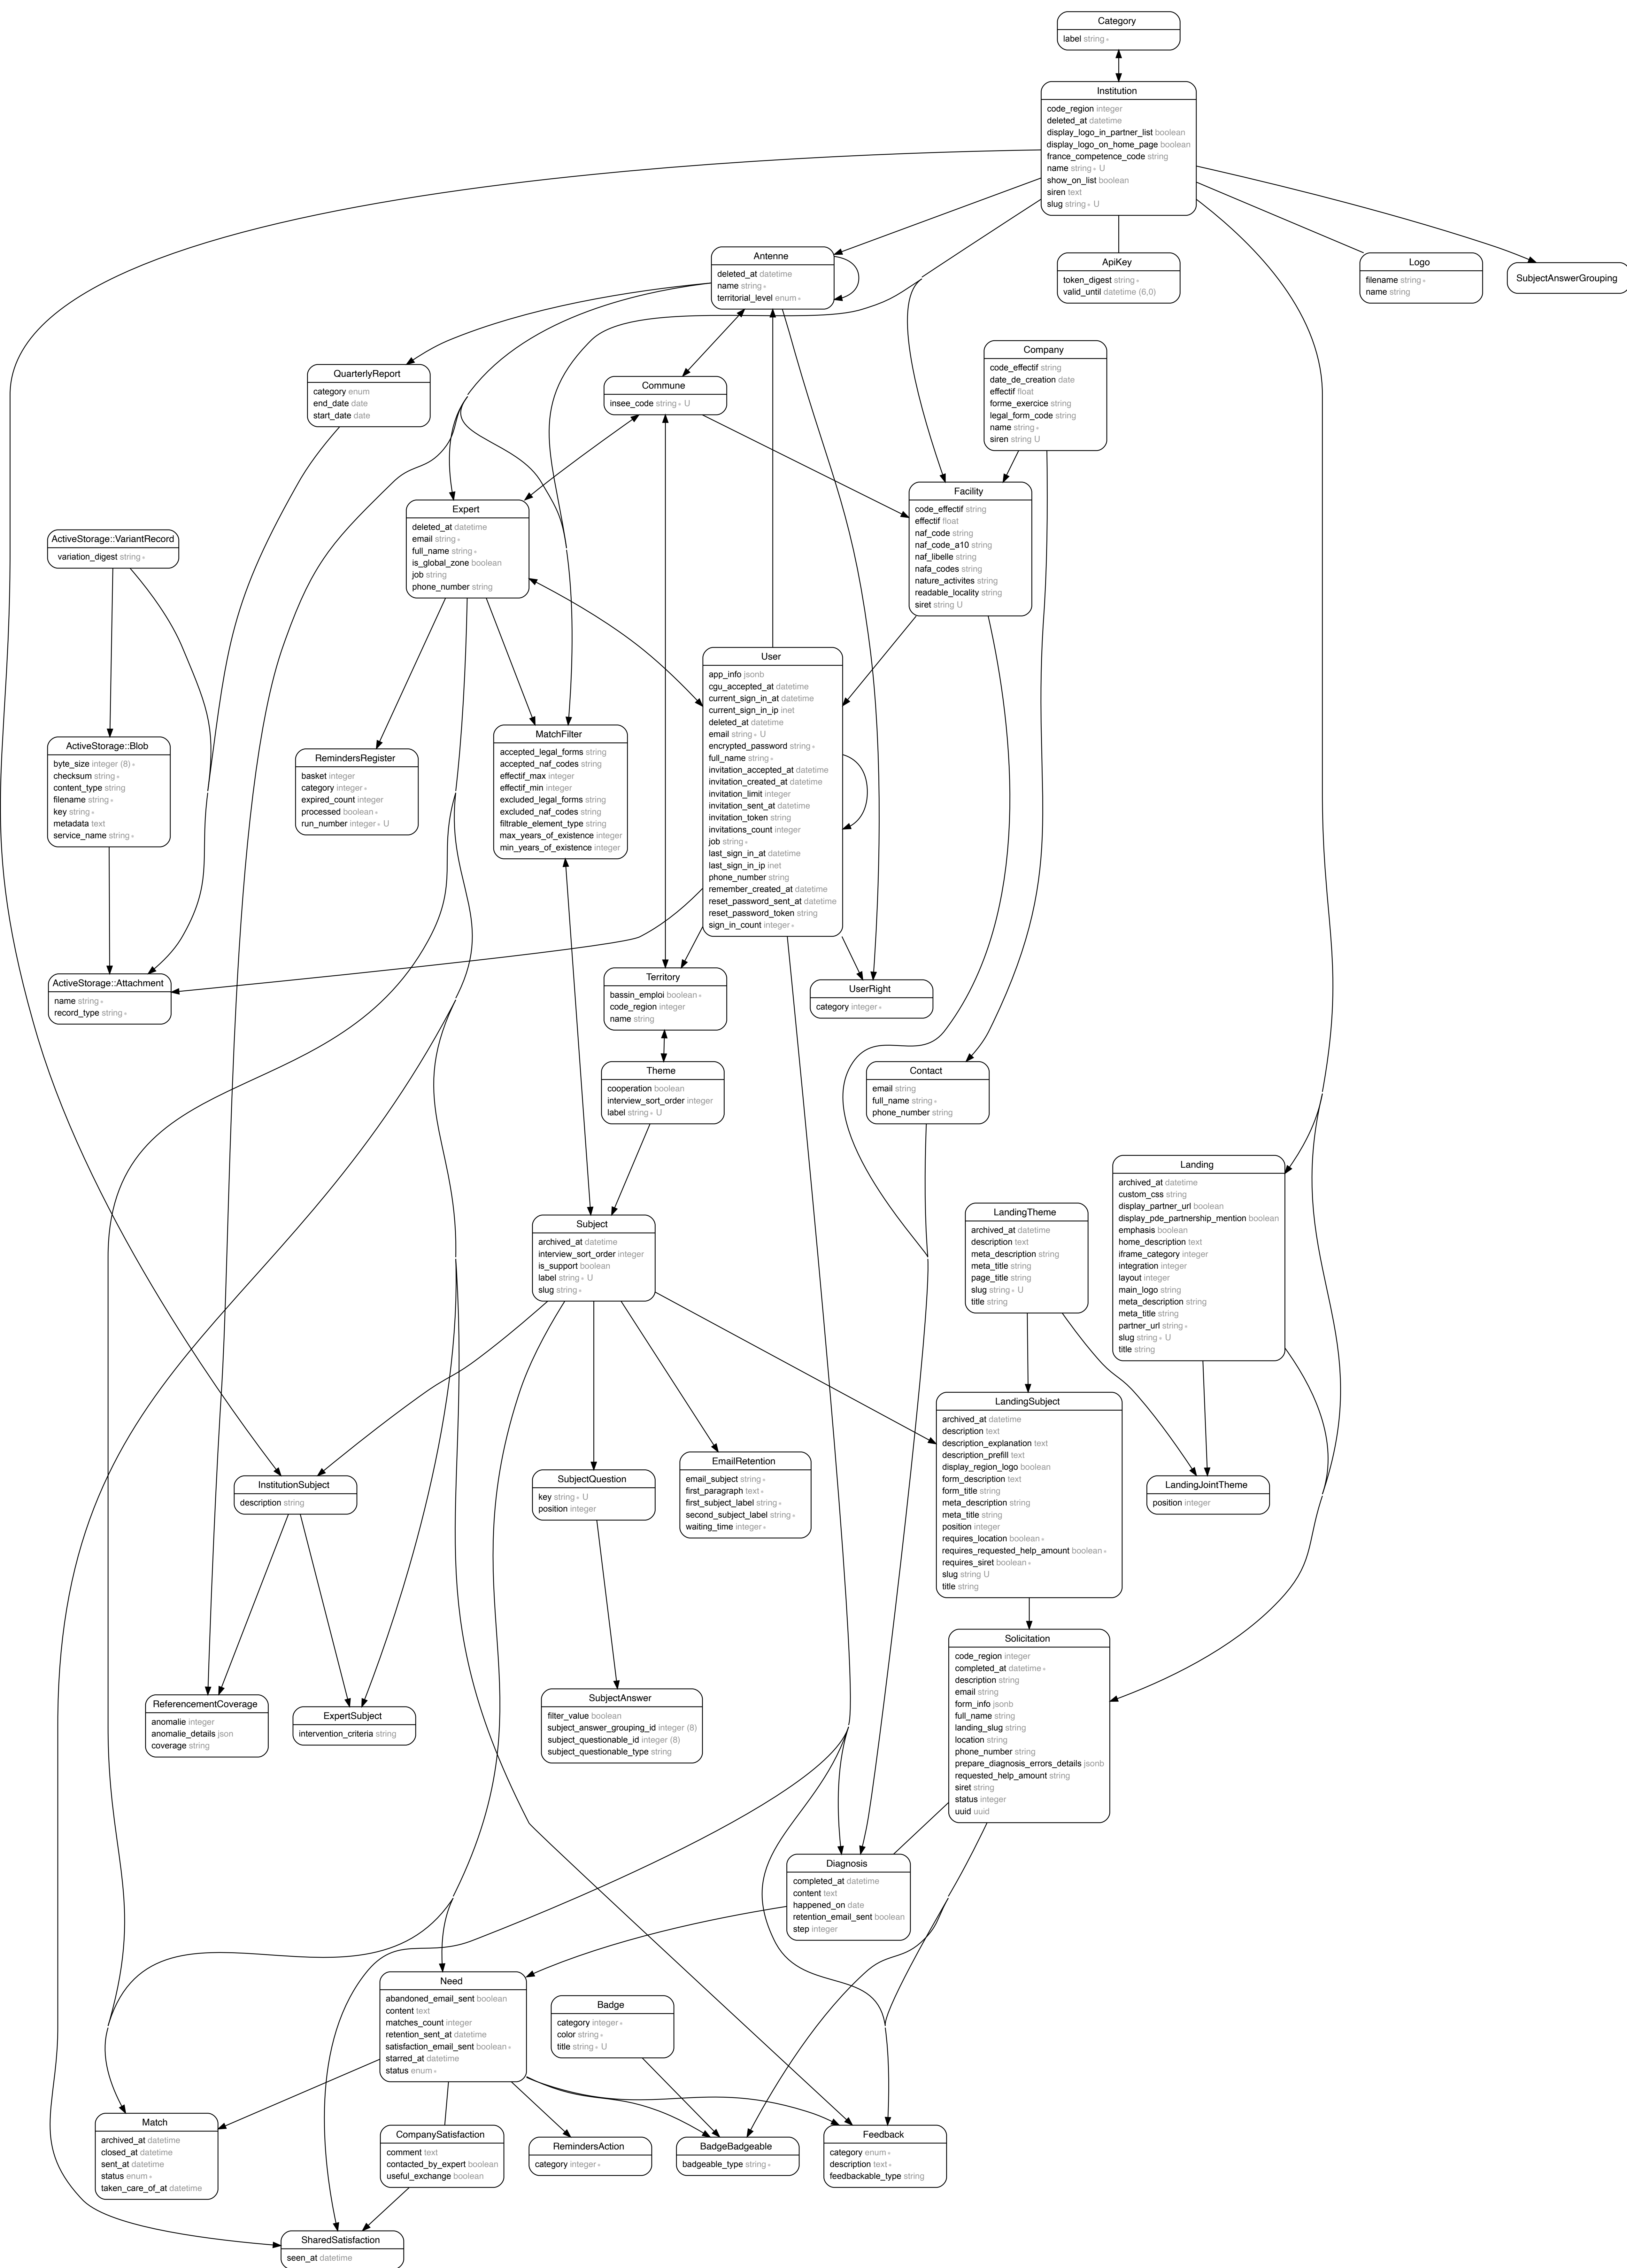 Category
label string ∗
Institution
code_region integer
deleted_at datetime
display_logo_in_partner_list boolean
display_logo_on_home_page boolean
france_competence_code string
name string ∗ U
show_on_list boolean
siren text
slug string ∗ U
Antenne
deleted_at datetime
name string ∗
territorial_level enum ∗
ApiKey
token_digest string ∗
valid_until datetime (6,0)
Logo
filename string ∗
name string
SubjectAnswerGrouping
Company
code_effectif string
date_de_creation date
effectif float
forme_exercice string
legal_form_code string
name string ∗
siren string U
QuarterlyReport
category enum
end_date date
start_date date
Commune
insee_code string ∗ U
Facility
code_effectif string
effectif float
naf_code string
naf_code_a10 string
naf_libelle string
nafa_codes string
nature_activites string
readable_locality string
siret string U
Expert
deleted_at datetime
email string ∗
full_name string ∗
is_global_zone boolean
job string
phone_number string
ActiveStorage::VariantRecord
variation_digest string ∗
User
app_info jsonb
cgu_accepted_at datetime
current_sign_in_at datetime
current_sign_in_ip inet
deleted_at datetime
email string ∗ U
encrypted_password string ∗
full_name string ∗
invitation_accepted_at datetime
invitation_created_at datetime
invitation_limit integer
invitation_sent_at datetime
invitation_token string
invitations_count integer
job string ∗
last_sign_in_at datetime
last_sign_in_ip inet
phone_number string
remember_created_at datetime
reset_password_sent_at datetime
reset_password_token string
sign_in_count integer ∗
MatchFilter
accepted_legal_forms string
accepted_naf_codes string
effectif_max integer
effectif_min integer
excluded_legal_forms string
excluded_naf_codes string
filtrable_element_type string
max_years_of_existence integer
min_years_of_existence integer
ActiveStorage::Blob
byte_size integer (8) ∗
checksum string ∗
content_type string
filename string ∗
key string ∗
metadata text
service_name string ∗
RemindersRegister
basket integer
category integer ∗
expired_count integer
processed boolean ∗
run_number integer ∗ U
ActiveStorage::Attachment
name string ∗
record_type string ∗
Territory
bassin_emploi boolean ∗
code_region integer
name string
UserRight
category integer ∗
Theme
cooperation boolean
interview_sort_order integer
label string ∗ U
Contact
email string
full_name string ∗
phone_number string
Landing
archived_at datetime
custom_css string
display_partner_url boolean
display_pde_partnership_mention boolean
emphasis boolean
home_description text
iframe_category integer
integration integer
layout integer
main_logo string
meta_description string
meta_title string
partner_url string ∗
slug string ∗ U
title string
LandingTheme
archived_at datetime
description text
meta_description string
meta_title string
page_title string
slug string ∗ U
title string
Subject
archived_at datetime
interview_sort_order integer
is_support boolean
label string ∗ U
slug string ∗
LandingSubject
archived_at datetime
description text
description_explanation text
description_prefill text
display_region_logo boolean
form_description text
form_title string
meta_description string
meta_title string
position integer
requires_location boolean ∗
requires_requested_help_amount boolean ∗
requires_siret boolean ∗
slug string U
title string
EmailRetention
email_subject string ∗
first_paragraph text ∗
first_subject_label string ∗
second_subject_label string ∗
waiting_time integer ∗
InstitutionSubject
description string
SubjectQuestion
key string ∗ U
position integer
LandingJointTheme
position integer
Solicitation
code_region integer
completed_at datetime ∗
description string
email string
form_info jsonb
full_name string
landing_slug string
location string
phone_number string
prepare_diagnosis_errors_details jsonb
requested_help_amount string
siret string
status integer
uuid uuid
ReferencementCoverage
anomalie integer
anomalie_details json
coverage string
ExpertSubject
intervention_criteria string
SubjectAnswer
filter_value boolean
subject_answer_grouping_id integer (8)
subject_questionable_id integer (8)
subject_questionable_type string
Diagnosis
completed_at datetime
content text
happened_on date
retention_email_sent boolean
step integer
Need
abandoned_email_sent boolean
content text
matches_count integer
retention_sent_at datetime
satisfaction_email_sent boolean ∗
starred_at datetime
status enum ∗
Badge
category integer ∗
color string ∗
title string ∗ U
Match
archived_at datetime
closed_at datetime
sent_at datetime
status enum ∗
taken_care_of_at datetime
CompanySatisfaction
comment text
contacted_by_expert boolean
useful_exchange boolean
RemindersAction
category integer ∗
BadgeBadgeable
badgeable_type string ∗
Feedback
category enum ∗
description text ∗
feedbackable_type string
SharedSatisfaction
seen_at datetime